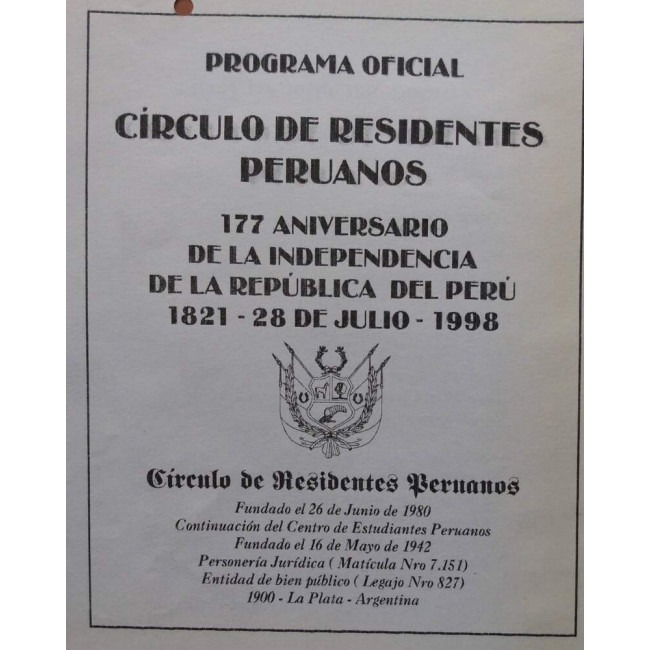 PROGRAMA OFICIAL
CÍRCULO DE RESIDENTES
PERUANOS
177 ANIVERSARIO
DE LA INDEPENDENCIA
DE LA REPÚBLICA DEL PERÚ
1821 - 28 DE JULIO - 1998
Círculo de Residentes Peruanos
Fundado el 26 de Junio de 1980
Continuación del Centro de Estudiantes Peruanos
Fundado el 16 de Mayo de 1942
Personería Jurídica ( Matícula Nro 7.151)
Entidad de bien público ( Legajo Nro 827)
1900 - La Plata - Argentina